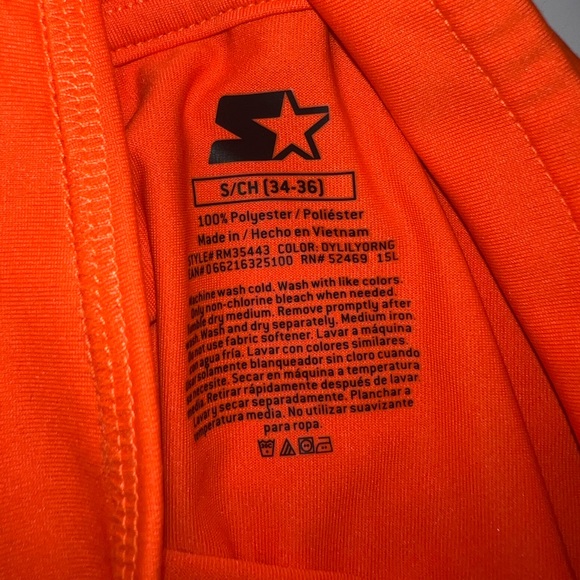 S/CH (34-36)
100% Polyester / Poliéster
Made in / Hecho en Vietnam
STYLE# RM35443 COLOR: DYLILYORNG
CAN# 066216325100 RN# 52469 15L
Machine wash cold. Wash with like colors.
Only non-chlorine bleach when needed.
Tumble dry medium. Remove promptly after
wash. Wash and dry separately. Medium iron.
Do not use fabric softener. Lavar a máquina
con agua fría. Lavar con colores similares.
Usar solamente blanqueador sin cloro cuando
se necesite. Secar en máquina a temperatura
media. Retirar rápidamente después de lavar.
Lavar y secar separadamente. Planchar a
temperatura media. No utilizar suavizante
para ropa.